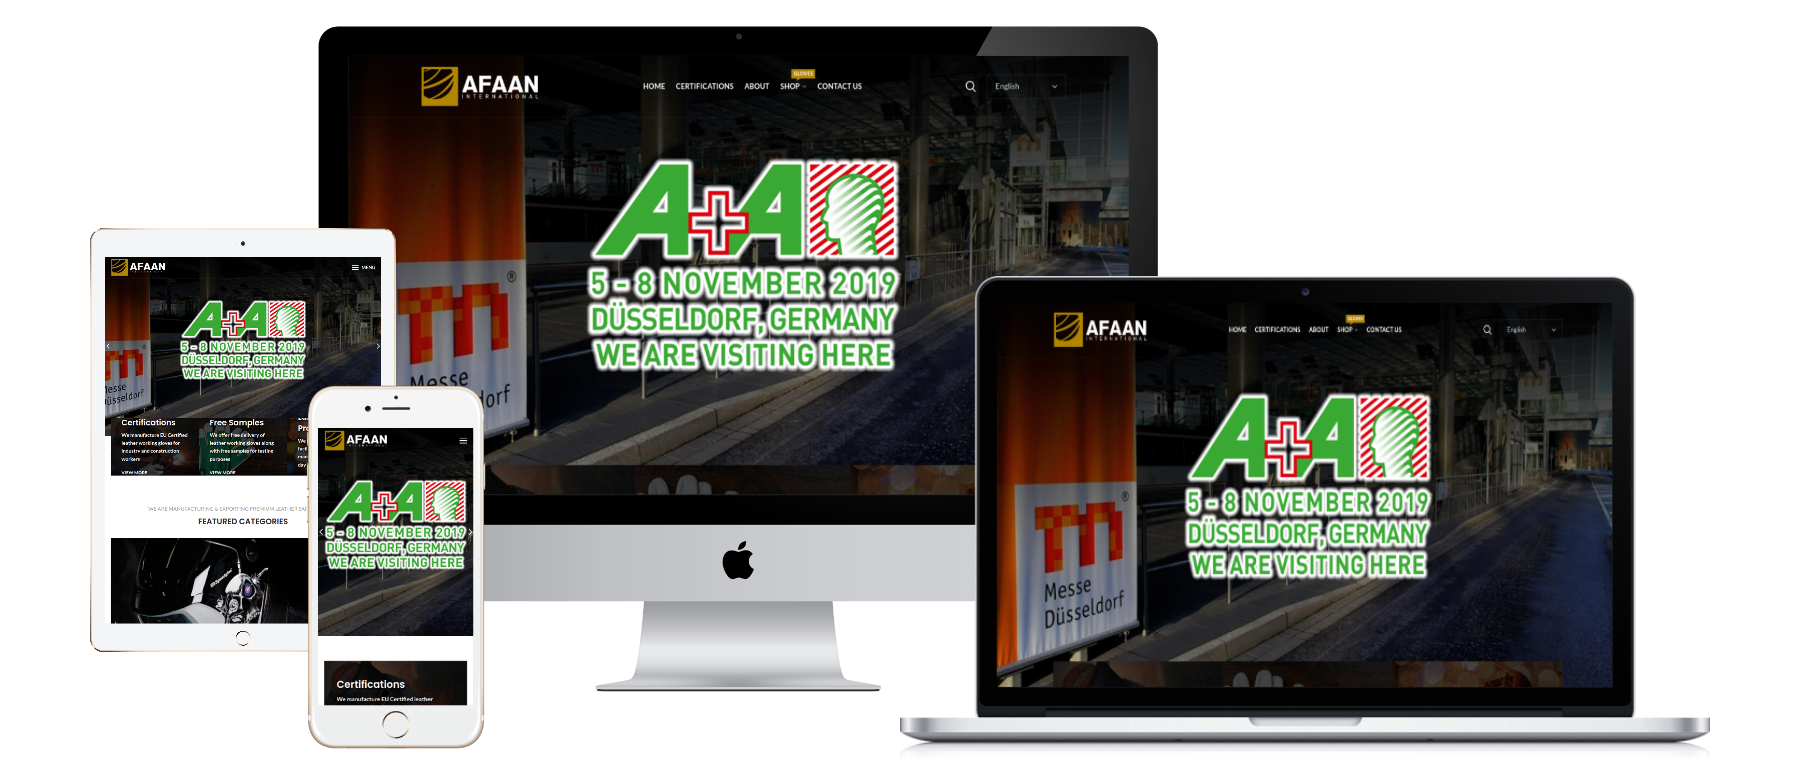 AFAAN
INTERNATIONAL
HOME CERTIFICATIONS ABOUT SHOP CONTACT US
GLOVES
English
A+A
5 - 8 NOVEMBER 2019
DÜSSELDORF, GERMANY
WE ARE VISITING HERE
m ®
Messe
Düsseldorf
AFAAN
MENU
A+A
5 - 8 NOVEMBER 2019
DÜSSELDORF, GERMANY
WE ARE VISITING HERE
Messe
Düsseldorf
Certifications
We manufacture EU Certified
leather working gloves for
industry and construction
workers
VIEW MORE
Free Samples
We offer free delivery of
leather working gloves along
with free samples for testing
purposes
VIEW MORE
WE ARE MANUFACTURING & EXPORTING PREMIUM LEATHER
FEATURED CATEGORIES
AFAAN
A+A
5 - 8 NOVEMBER 2019
DÜSSELDORF, GERMANY
WE ARE VISITING HERE
Certifications
We manufacture EU Certified leather
AFAAN
INTERNATIONAL
HOME CERTIFICATIONS ABOUT SHOP CONTACT US
GLOVES
English
A+A
5 - 8 NOVEMBER 2019
DÜSSELDORF, GERMANY
WE ARE VISITING HERE
m ®
Messe
Düsseldorf